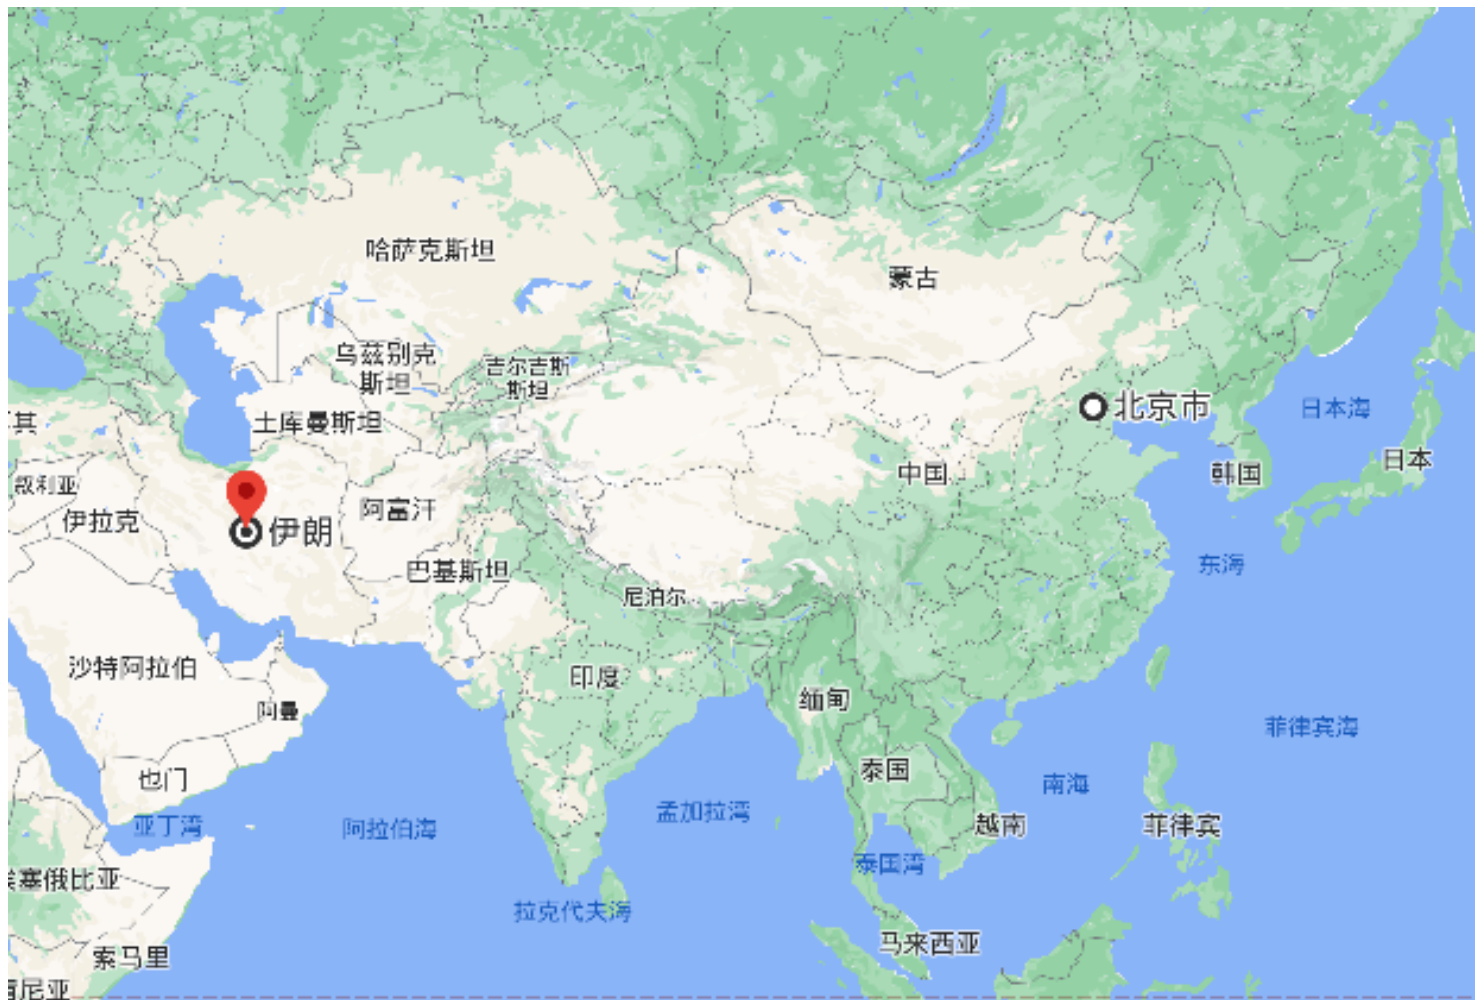 哈萨克斯坦
蒙古
乌兹别克
斯坦
吉尔吉斯
斯坦
北京市
日本海
土库曼斯坦
其
中国
韩国
日本
叙利亚
伊拉克
阿富汗
伊朗
东海
巴基斯坦
尼泊尔
沙特阿拉伯
印度
缅甸
阿曼
菲律宾海
也门
泰国
南海
亚丁湾
阿拉伯海
孟加拉湾
越南
菲律宾
泰国湾
塞俄比亚
拉克代夫海
马来西亚
索马里
尼亚